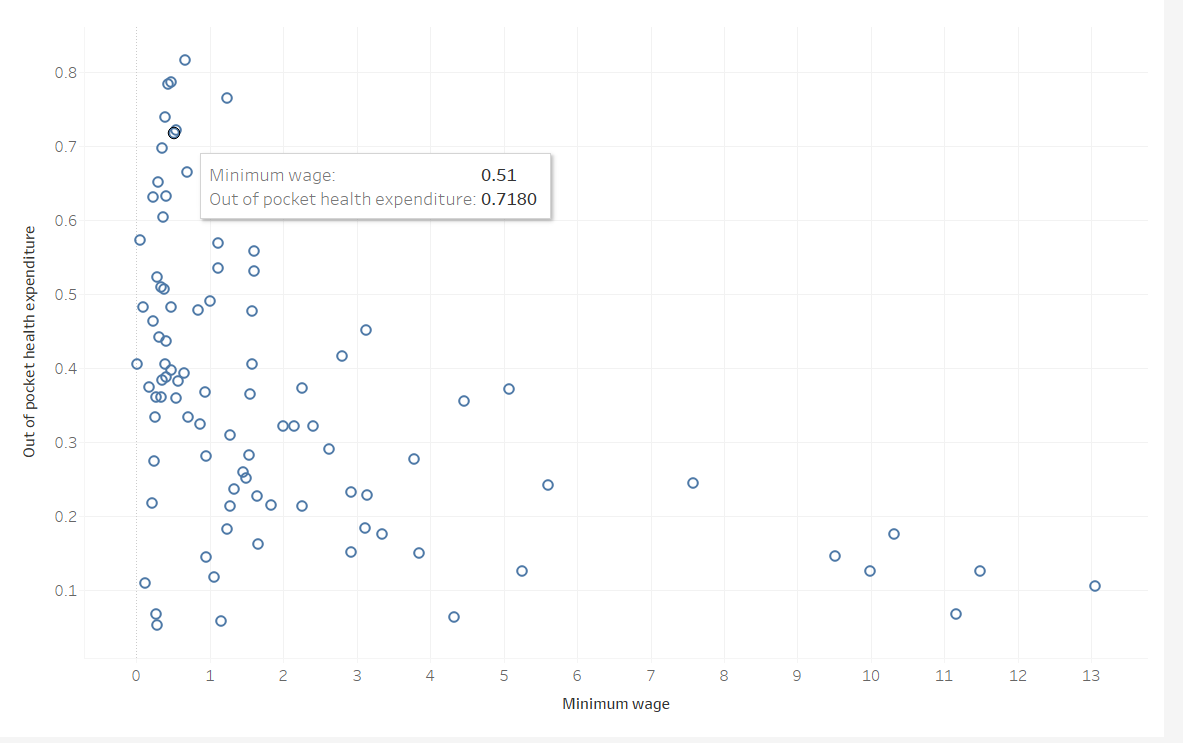 0.8
0.7
Minimum wage: 0.51
Out of pocket health expenditure: 0.7180
0.6
0.5
0.4
0.3
0.2
0.1
Out of pocket health expenditure
0 1 2 3 4 5 6 7 8 9 10 11 12 13
Minimum wage